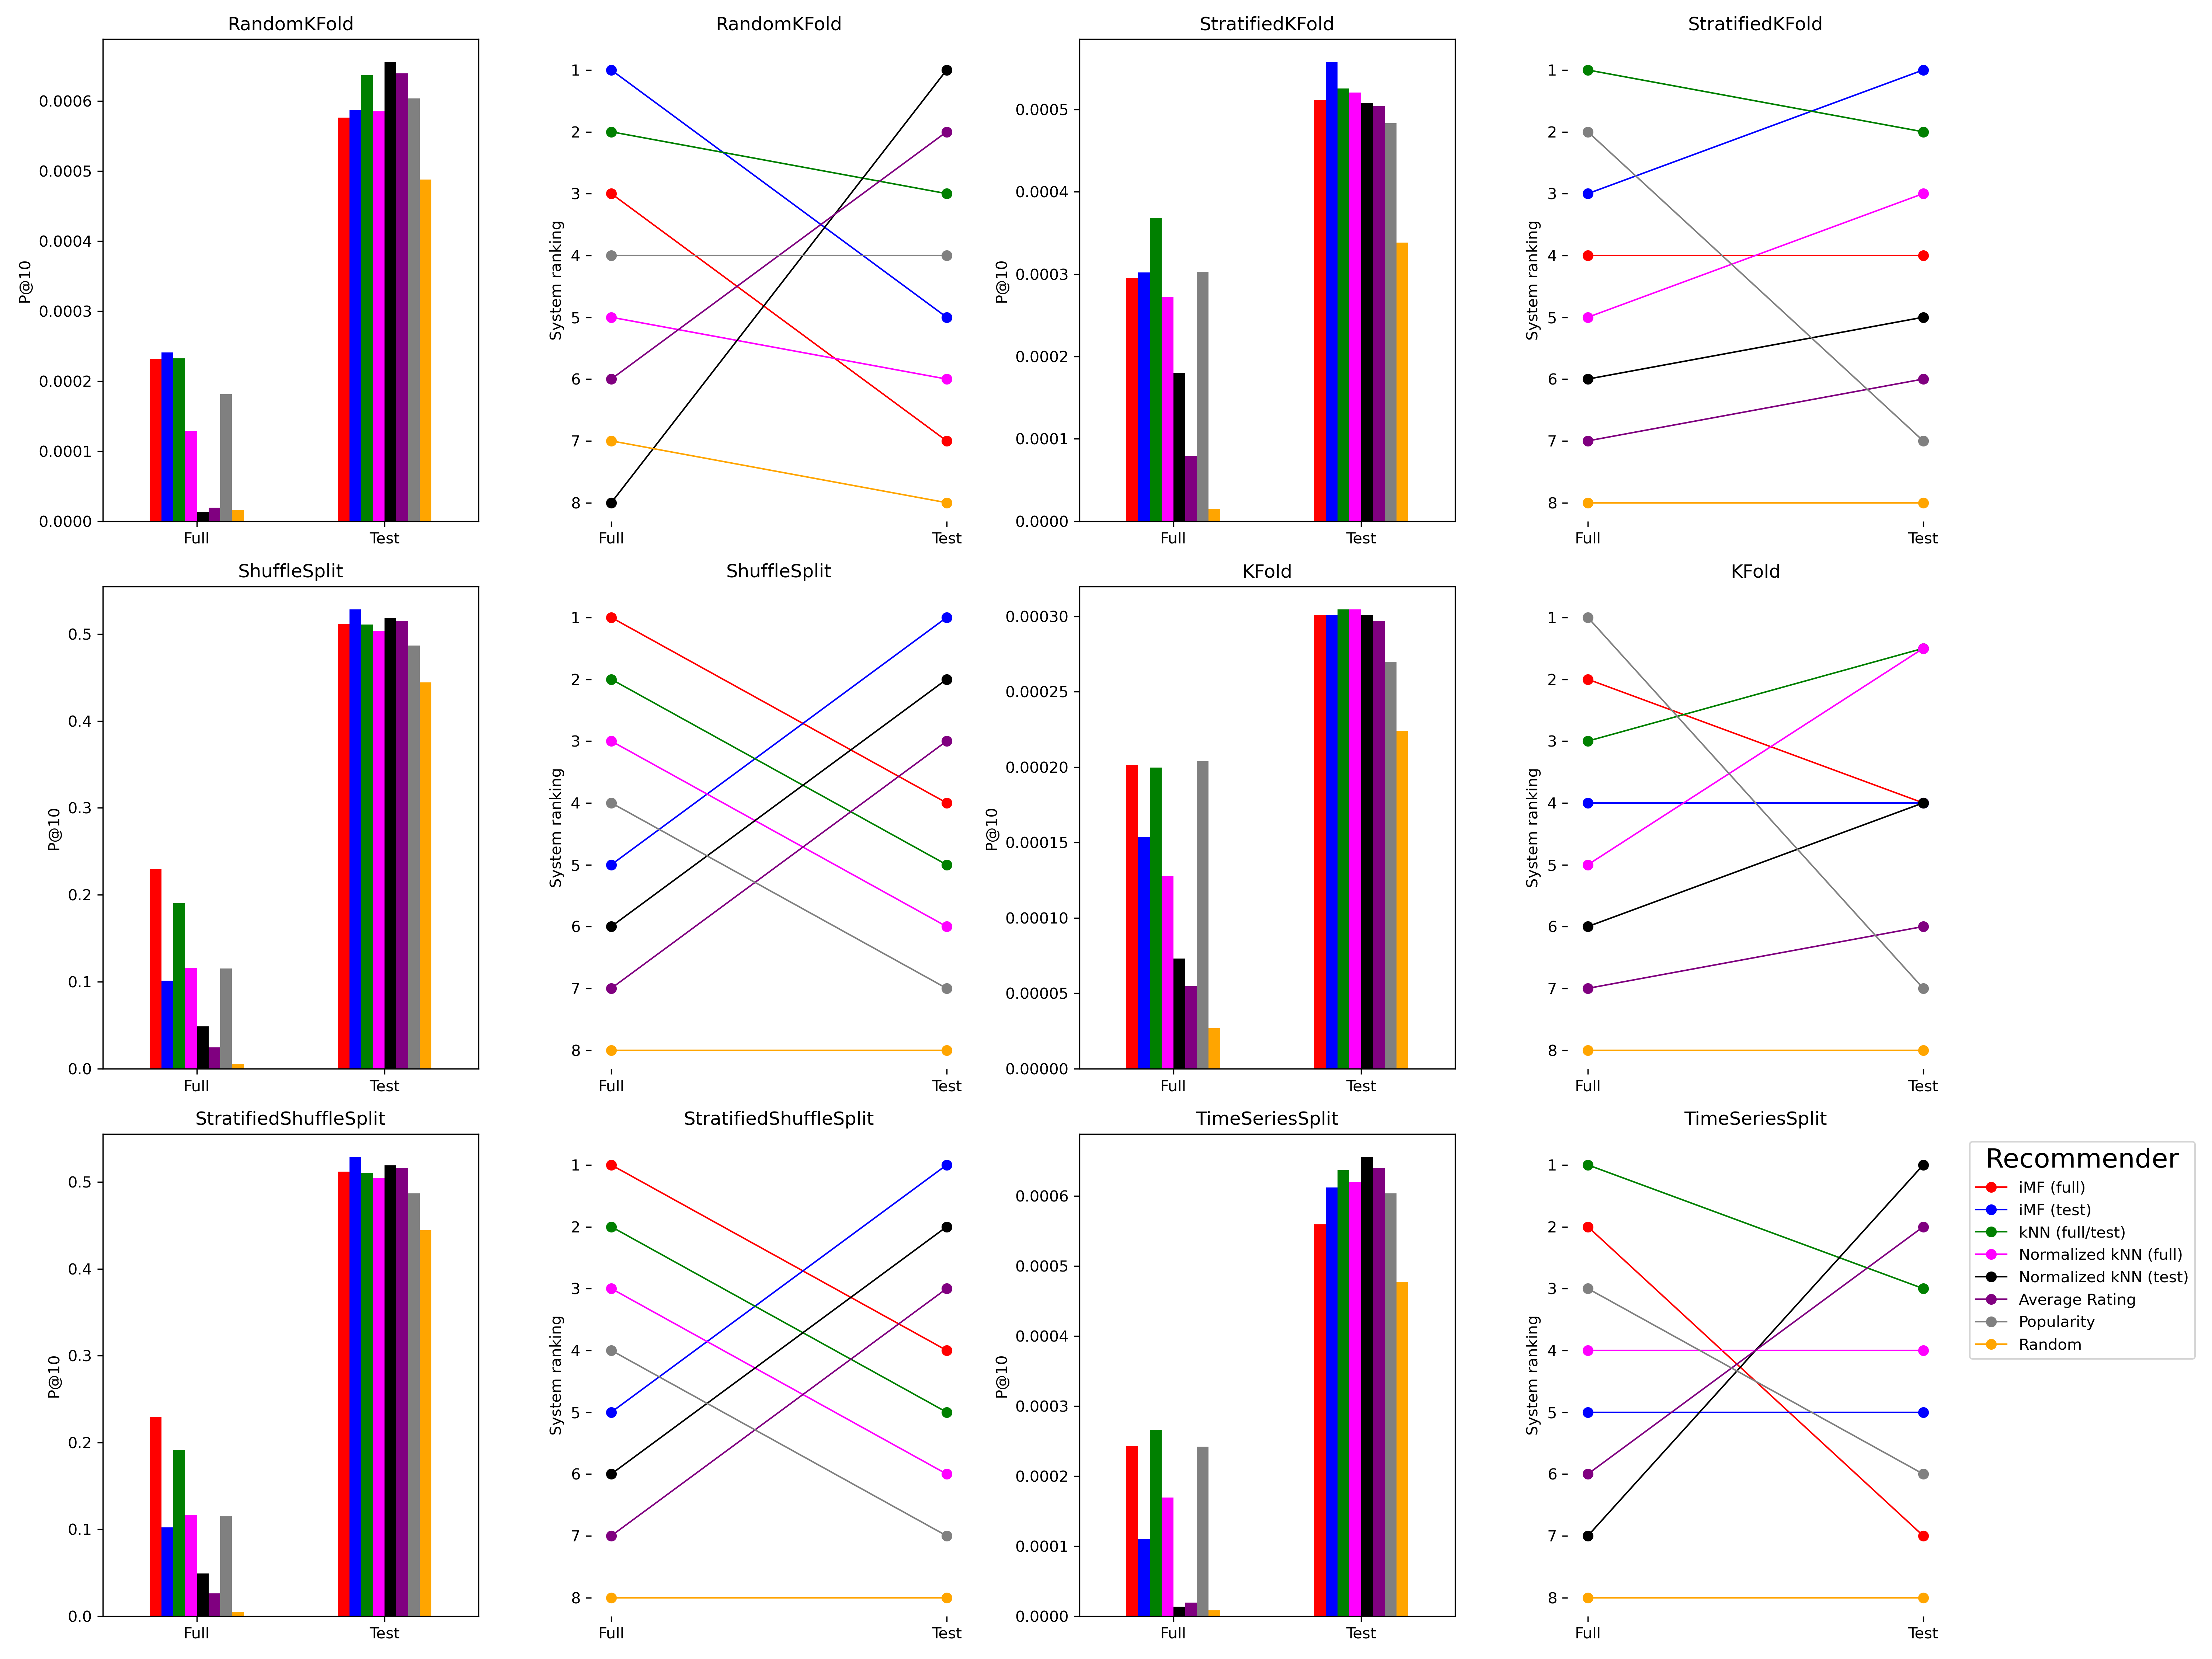 RandomKFold
P@10
0.0006
0.0005
0.0004
0.0003
0.0002
0.0001
0.0000
Full Test
RandomKFold
System ranking
1
2
3
4
5
6
7
8
Full Test
StratifiedKFold
P@10
0.0005
0.0004
0.0003
0.0002
0.0001
0.0000
Full Test
StratifiedKFold
System ranking
1
2
3
4
5
6
7
8
Full Test
ShuffleSplit
P@10
0.5
0.4
0.3
0.2
0.1
0.0
Full Test
ShuffleSplit
System ranking
1
2
3
4
5
6
7
8
Full Test
KFold
P@10
0.00030
0.00025
0.00020
0.00015
0.00010
0.00005
0.00000
Full Test
KFold
System ranking
1
2
3
4
5
6
7
8
Full Test
StratifiedShuffleSplit
P@10
0.5
0.4
0.3
0.2
0.1
0.0
Full Test
StratifiedShuffleSplit
System ranking
1
2
3
4
5
6
7
8
Full Test
TimeSeriesSplit
P@10
0.0006
0.0005
0.0004
0.0003
0.0002
0.0001
0.0000
Full Test
TimeSeriesSplit
System ranking
1
2
3
4
5
6
7
8
Full Test
Recommender
iMF (full)
iMF (test)
kNN (full/test)
Normalized kNN (full)
Normalized kNN (test)
Average Rating
Popularity
Random